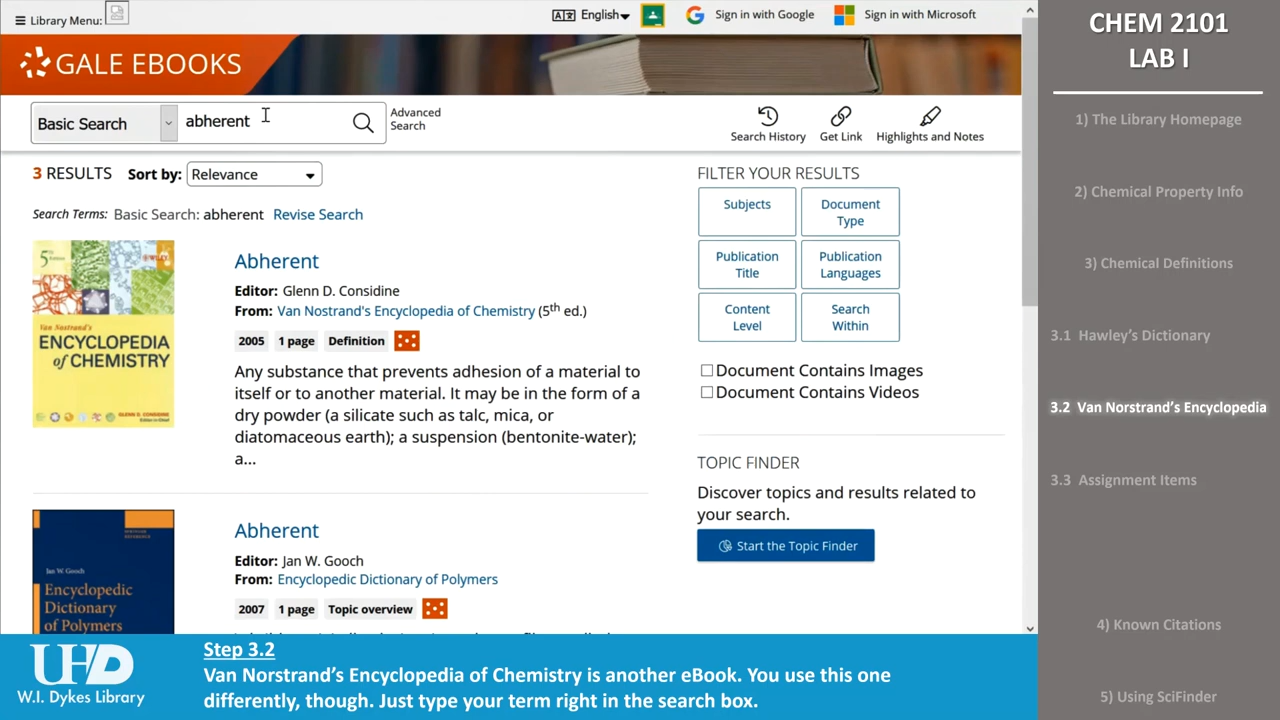 Library Menu:
English
Sign in with Google
Sign in with Microsoft
GALE EBOOKS
Basic Search
abherent
Advanced
Search
Search History
Get Link
Highlights and Notes
3 RESULTS
Sort by:
Relevance
Search Terms: Basic Search: abherent Revise Search
5th
WILEY
Van Nostrand's
ENCYCLOPEDIA
of CHEMISTRY
GLENN D. CONSIDINE
Abherent
Editor: Glenn D. Considine
From: Van Nostrand's Encyclopedia of Chemistry (5th ed.)
2005 1 page Definition
Any substance that prevents adhesion of a material to
itself or to another material. It may be in the form of a
dry powder (a silicate such as talc, mica, or
diatomaceous earth); a suspension (bentonite-water);
a...
Jan W. Gooch
Encyclopedic
Dictionary
of Polymers
Abherent
Editor: Jan W. Gooch
From: Encyclopedic Dictionary of Polymers
2007 1 page Topic overview
FILTER YOUR RESULTS
Subjects
Document
Type
Publication
Title
Publication
Languages
Content
Level
Search
Within
Document Contains Images
Document Contains Videos
TOPIC FINDER
Discover topics and results related to
your search.
Start the Topic Finder
CHEM 2101
LAB I
1) The Library Homepage
2) Chemical Property Info
3) Chemical Definitions
3.1 Hawley's Dictionary
3.2 Van Norstrand's Encyclopedia
3.3 Assignment Items
4) Known Citations
5) Using SciFinder
UHD
W.I. Dykes Library
Step 3.2
Van Norstrand's Encyclopedia of Chemistry is another eBook. You use this one
differently, though. Just type your term right in the search box.